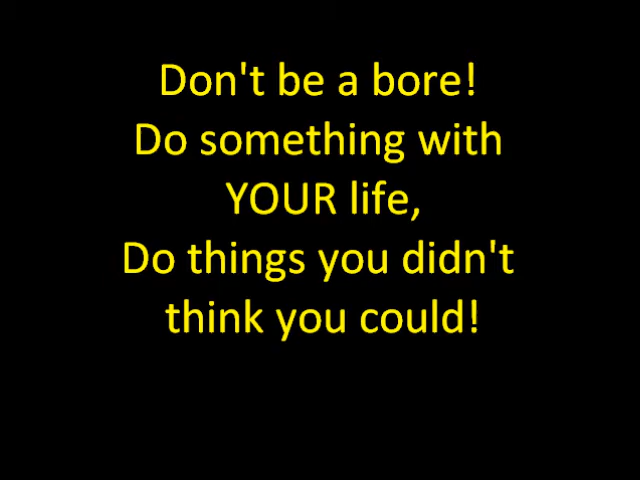 Don't be a bore!
Do something with
YOUR life,
Do things you didn't
think you could!